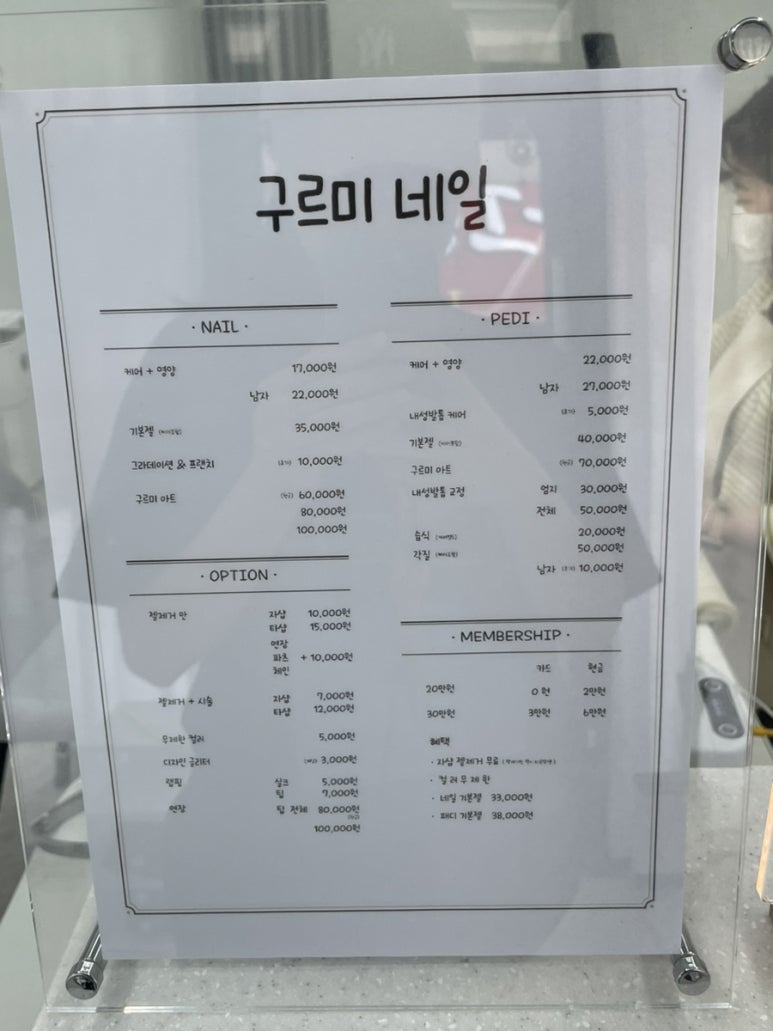 구르미 네일
· NAIL ·
케어 + 영양 17,000원
남자 22,000원
기본젤 35,000원
그라데이션 & 프랜치 (추가) 10,000원
구르미 아트 60,000원
80,000원
100,000원
· OPTION ·
젤제거 만 자샵 10,000원
타샵 15,000원
연장
파츠 + 10,000원
체인
젤제거 + 시술 자샵 7,000원
타샵 12,000원
무제한 컬러 5,000원
디자인 글리터 3,000원
랩핑 실크 5,000원
팁 7,000원
연장 팁 전체 80,000원
100,000원
· PEDI ·
케어 + 영양 22,000원
남자 27,000원
내성발톱 케어 (추가) 5,000원
기본젤 40,000원
구르미 아트 70,000원
내성발톱 교정 엄지 30,000원
전체 50,000원
습식 20,000원
각질 50,000원
남자 (추가) 10,000원
· MEMBERSHIP ·
카드 현금
20만원 0 원 2만원
30만원 3만원 6만원
혜택
· 자샵 젤제거 무료
· 컬러 무제한
· 네일 기본젤 33,000원
· 패디 기본젤 38,000원